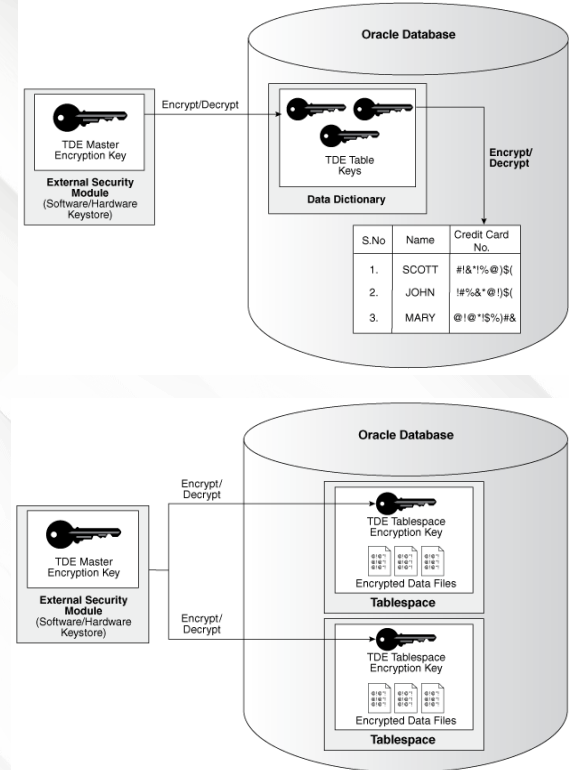 Oracle Database
TDE Master
Encryption Key
External Security
Module
(Software/Hardware
Keystore)
Encrypt/Decrypt
TDE Table
Keys
Data Dictionary
Encrypt/
Decrypt
S.No Name Credit Card
No.
1. SCOTT #!&*!%@)$(
2. JOHN !#%&*@!)$(
3. MARY @!@*!$%)#&
Oracle Database
TDE Master
Encryption Key
External Security
Module
(Software/Hardware
Keystore)
Encrypt/
Decrypt
TDE Tablespace
Encryption Key
Encrypted Data Files
Tablespace
Encrypt/
Decrypt
TDE Tablespace
Encryption Key
Encrypted Data Files
Tablespace